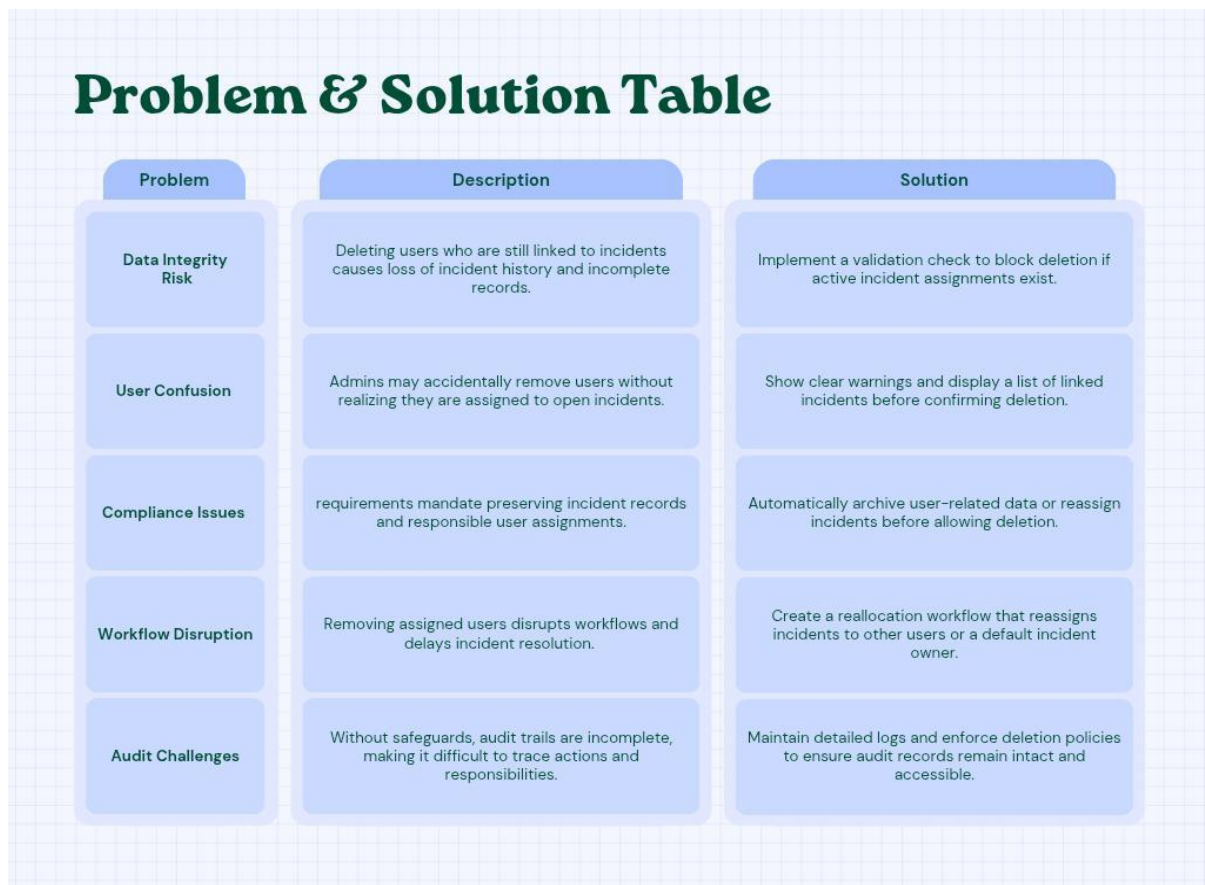 Problem & Solution Table
Problem
Description
Solution
Data Integrity
Risk
Deleting users who are still linked to incidents
causes loss of incident history and incomplete
records.
Implement a validation check to block deletion if
active incident assignments exist.
User Confusion
Admins may accidentally remove users without
realizing they are assigned to open incidents.
Show clear warnings and display a list of linked
incidents before confirming deletion.
Compliance Issues
requirements mandate preserving incident records
and responsible user assignments.
Automatically archive user-related data or reassign
incidents before allowing deletion.
Workflow Disruption
Removing assigned users disrupts workflows and
delays incident resolution.
Create a reallocation workflow that reassigns
incidents to other users or a default incident
owner.
Audit Challenges
Without safeguards, audit trails are incomplete,
making it difficult to trace actions and
responsibilities.
Maintain detailed logs and enforce deletion policies
to ensure audit records remain intact and
accessible.